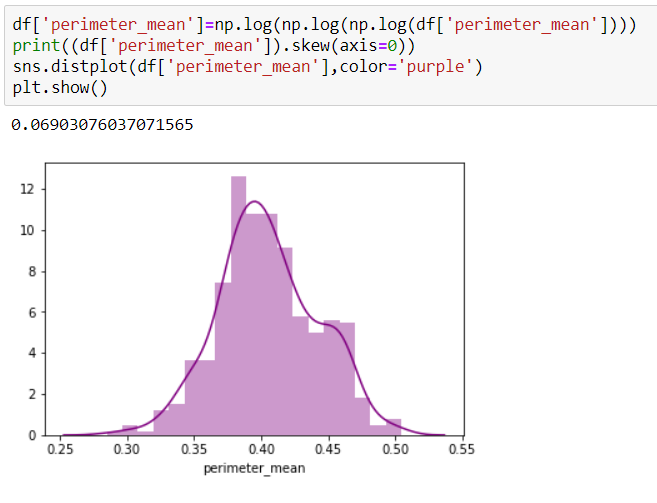 df['perimeter_mean']=np.log(np.log(np.log(df['perimeter_mean'])))
print((df['perimeter_mean']).skew(axis=0))
sns.distplot(df['perimeter_mean'],color='purple')
plt.show()
0.06903076037071565
12
10
8
6
4
2
0
0.25 0.30 0.35 0.40 0.45 0.50 0.55
perimeter_mean